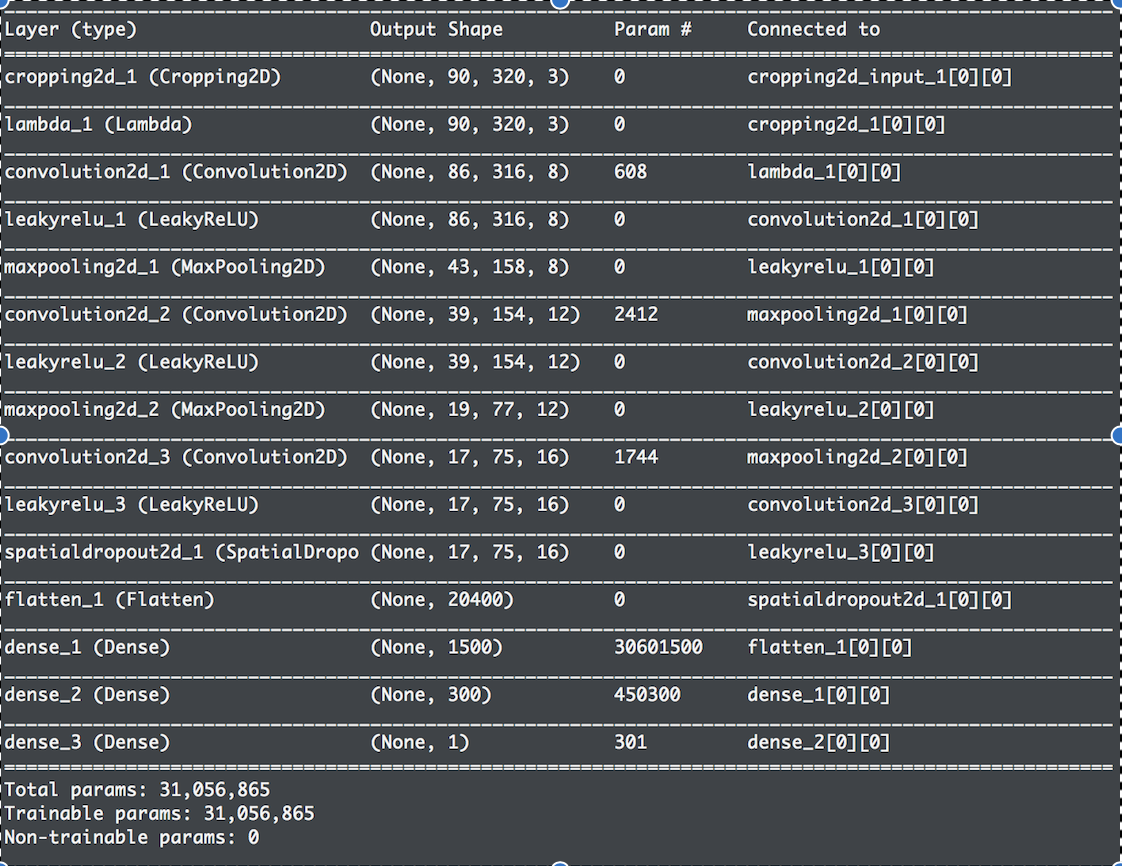 Layer (type) Output Shape Param # Connected to
cropping2d_1 (Cropping2D) (None, 90, 320, 3) 0 cropping2d_input_1[0][0]
lambda_1 (Lambda) (None, 90, 320, 3) 0 cropping2d_1[0][0]
convolution2d_1 (Convolution2D) (None, 86, 316, 8) 608 lambda_1[0][0]
leakyrelu_1 (LeakyReLU) (None, 86, 316, 8) 0 convolution2d_1[0][0]
maxpooling2d_1 (MaxPooling2D) (None, 43, 158, 8) 0 leakyrelu_1[0][0]
convolution2d_2 (Convolution2D) (None, 39, 154, 12) 2412 maxpooling2d_1[0][0]
leakyrelu_2 (LeakyReLU) (None, 39, 154, 12) 0 convolution2d_2[0][0]
maxpooling2d_2 (MaxPooling2D) (None, 19, 77, 12) 0 leakyrelu_2[0][0]
convolution2d_3 (Convolution2D) (None, 17, 75, 16) 1744 maxpooling2d_2[0][0]
leakyrelu_3 (LeakyReLU) (None, 17, 75, 16) 0 convolution2d_3[0][0]
spatialdropout2d_1 (SpatialDropo (None, 17, 75, 16) 0 leakyrelu_3[0][0]
flatten_1 (Flatten) (None, 20400) 0 spatialdropout2d_1[0][0]
dense_1 (Dense) (None, 1500) 30601500 flatten_1[0][0]
dense_2 (Dense) (None, 300) 450300 dense_1[0][0]
dense_3 (Dense) (None, 1) 301 dense_2[0][0]
Total params: 31,056,865
Trainable params: 31,056,865
Non-trainable params: 0